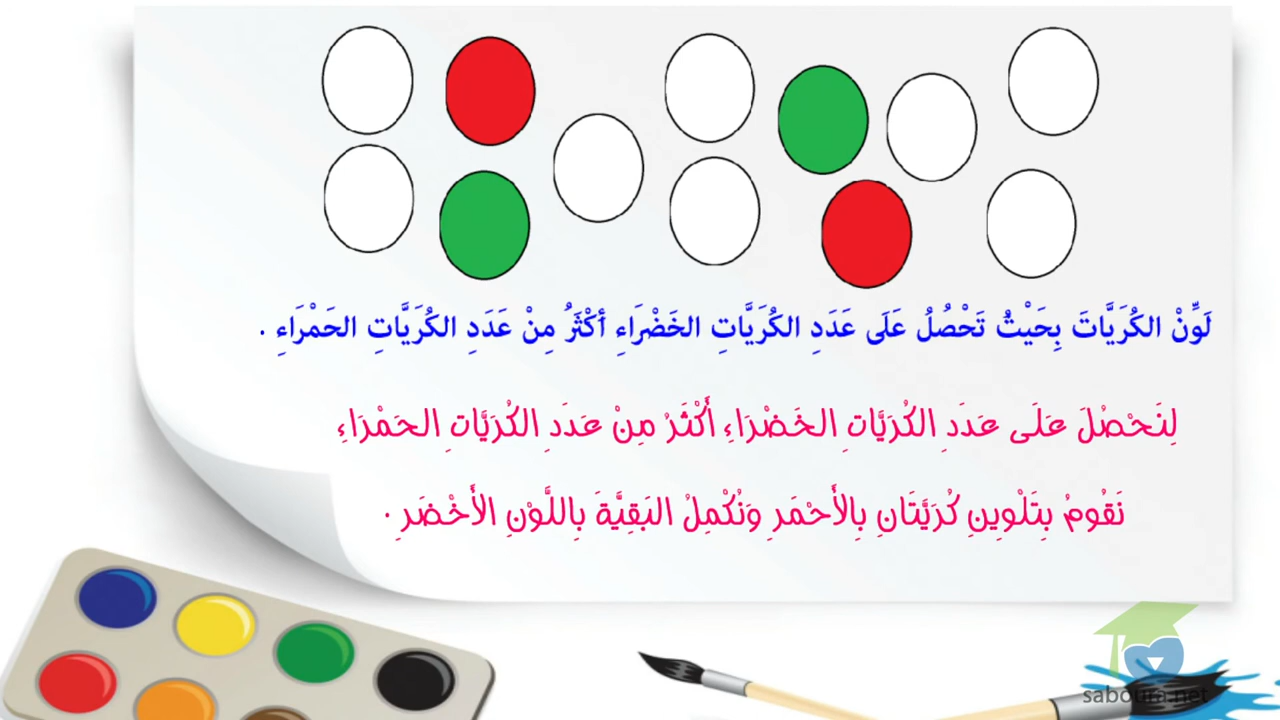 لَوِّنْ الكُرَيَّاتَ بِحَيْثُ تَحْصُلُ عَلَى عَدَدِ الكُرَيَّاتِ الخَضْرَاءِ أَكْثَرُ مِنْ عَدَدِ الكُرَيَّاتِ الحَمْرَاءِ .
لِنَحْصُلَ عَلَى عَدَدِ الكُرَيَّاتِ الخَضْرَاءِ أَكْثَرُ مِنْ عَدَدِ الكُرَيَّاتِ الحَمْرَاءِ
نَقُومُ بِتَلْوِينِ كُرَيَّتَانِ بِالأَحْمَرِ وَنُكْمِلُ البَقِيَّةَ بِاللَّوْنِ الأَخْضَرِ .
saboura.net